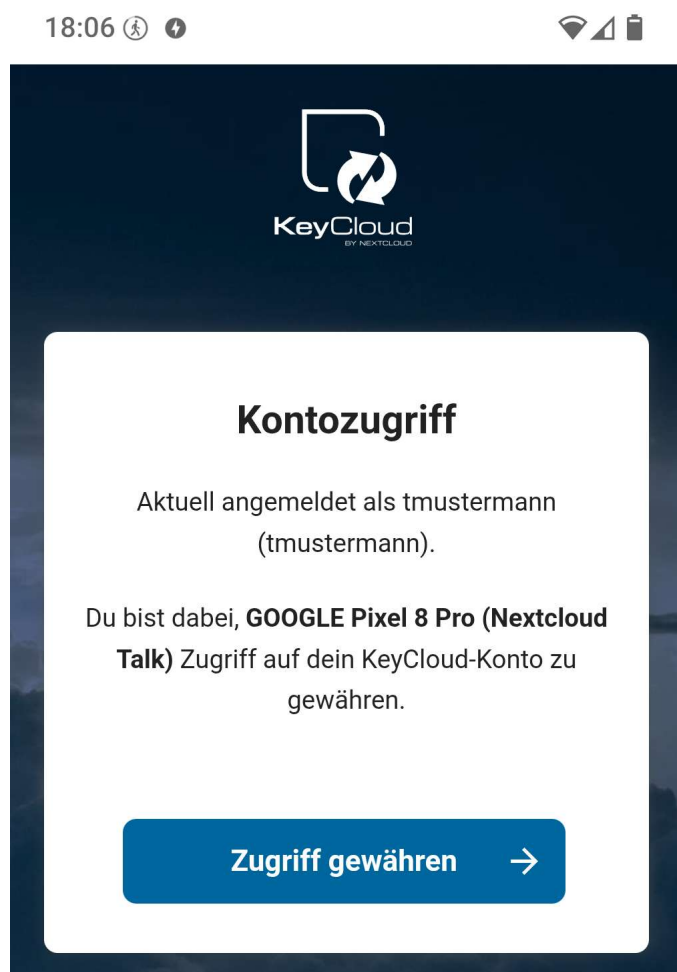 18:06
KeyCloud
BY NEXTCLOUD
Kontozugriff
Aktuell angemeldet als tmustermann
(tmustermann).
Du bist dabei, GOOGLE Pixel 8 Pro (Nextcloud
Talk) Zugriff auf dein KeyCloud-Konto zu
gewähren.
Zugriff gewähren